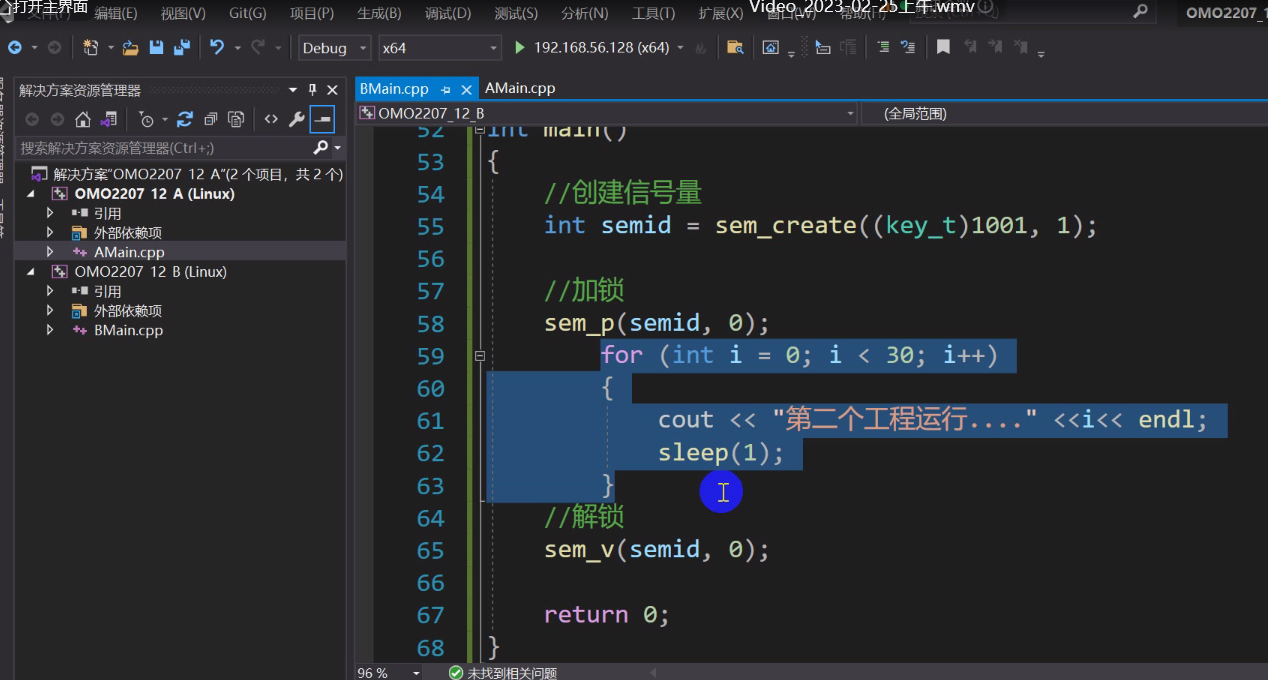 打开主界面
Video_2023-02-25上午.wmv
文件(F) 编辑(E) 视图(V) Git(G) 项目(P) 生成(B) 调试(D) 测试(S) 分析(N) 工具(T) 扩展(X) 窗口(W) 帮助(H)
OMO2207_1
Debug x64 192.168.56.128 (x64)
解决方案资源管理器
BMain.cpp AMain.cpp
OMO2207_12_B (全局范围)
搜索解决方案资源管理器(Ctrl+;)
解决方案"OMO2207_12_A"(2 个项目，共 2 个)
OMO2207_12_A (Linux)
引用
外部依赖项
AMain.cpp
OMO2207_12_B (Linux)
引用
外部依赖项
BMain.cpp
52 int main()
53 {
54 //创建信号量
55 int semid = sem_create((key_t)1001, 1);
56
57 //加锁
58 sem_p(semid, 0);
59 for (int i = 0; i < 30; i++)
60 {
61 cout << "第二个工程运行...." <<i<< endl;
62 sleep(1);
63 }
64 //解锁
65 sem_v(semid, 0);
66
67 return 0;
68 }
96 % 未找到相关问题